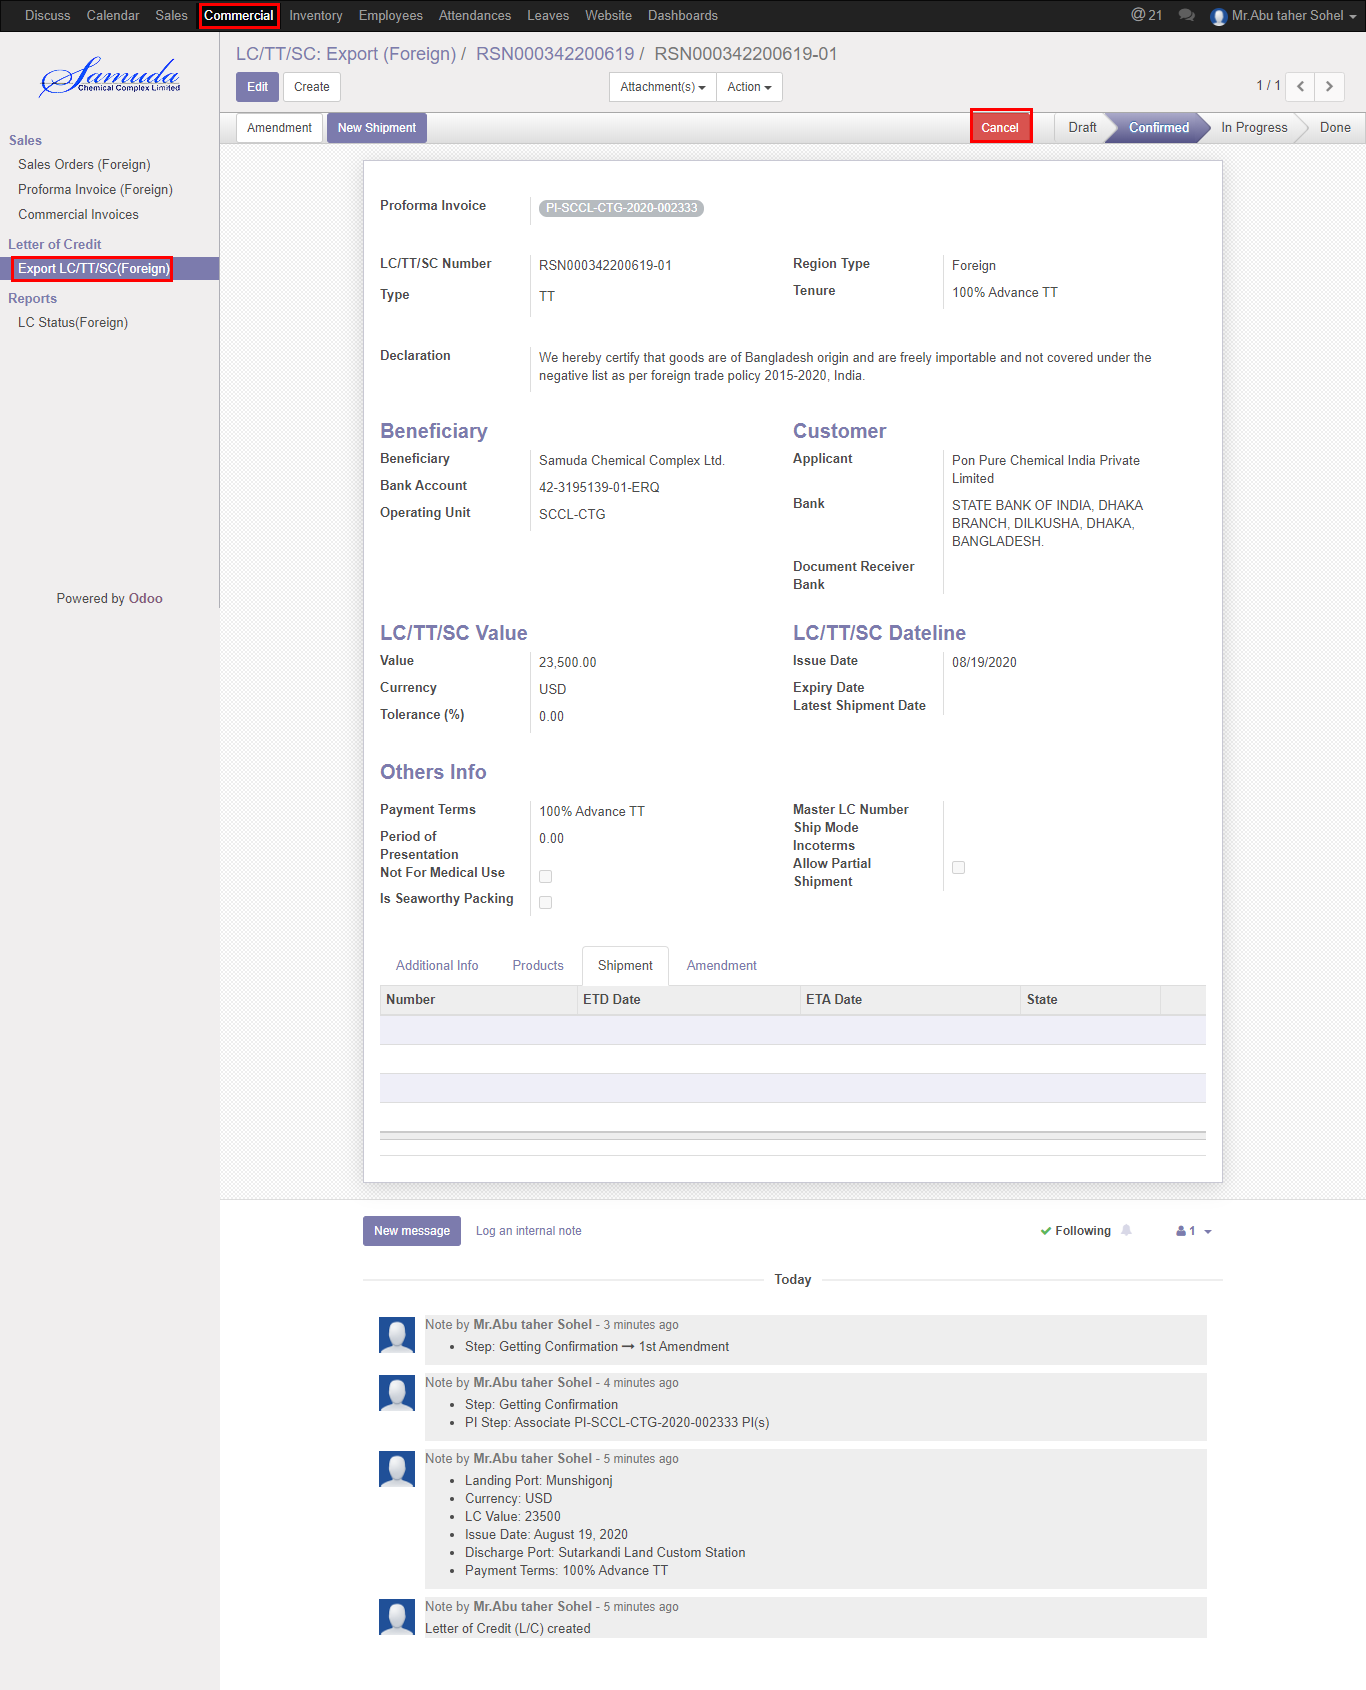 Discuss Calendar Sales Commercial Inventory Employees Attendances Leaves Website Dashboards @ 21 Mr.Abu taher Sohel
Samuda
Chemical Complex Limited
LC/TT/SC: Export (Foreign) / RSN000342200619 / RSN000342200619-01
Edit Create Attachment(s) Action 1 / 1
Amendment New Shipment Cancel Draft Confirmed In Progress Done
Sales
Sales Orders (Foreign)
Proforma Invoice (Foreign)
Commercial Invoices
Letter of Credit
Export LC/TT/SC(Foreign)
Reports
LC Status(Foreign)
Powered by Odoo
Proforma Invoice PI-SCCL-CTG-2020-002333
LC/TT/SC Number RSN000342200619-01
Type TT
Region Type Foreign
Tenure 100% Advance TT
Declaration We hereby certify that goods are of Bangladesh origin and are freely importable and not covered under the
negative list as per foreign trade policy 2015-2020, India.
Beneficiary
Beneficiary Samuda Chemical Complex Ltd.
Bank Account 42-3195139-01-ERQ
Operating Unit SCCL-CTG
Customer
Applicant Pon Pure Chemical India Private
Limited
Bank STATE BANK OF INDIA, DHAKA
BRANCH, DILKUSHA, DHAKA,
BANGLADESH.
Document Receiver
Bank
LC/TT/SC Value
Value 23,500.00
Currency USD
Tolerance (%) 0.00
LC/TT/SC Dateline
Issue Date 08/19/2020
Expiry Date
Latest Shipment Date
Others Info
Payment Terms 100% Advance TT
Period of
Presentation 0.00
Not For Medical Use
Is Seaworthy Packing
Master LC Number
Ship Mode
Incoterms
Allow Partial
Shipment
Additional Info Products Shipment Amendment
Number ETD Date ETA Date State
New message Log an internal note Following 1
Today
Note by Mr.Abu taher Sohel - 3 minutes ago
• Step: Getting Confirmation → 1st Amendment
Note by Mr.Abu taher Sohel - 4 minutes ago
• Step: Getting Confirmation
• PI Step: Associate PI-SCCL-CTG-2020-002333 PI(s)
Note by Mr.Abu taher Sohel - 5 minutes ago
• Landing Port: Munshigonj
• Currency: USD
• LC Value: 23500
• Issue Date: August 19, 2020
• Discharge Port: Sutarkandi Land Custom Station
• Payment Terms: 100% Advance TT
Note by Mr.Abu taher Sohel - 5 minutes ago
Letter of Credit (L/C) created